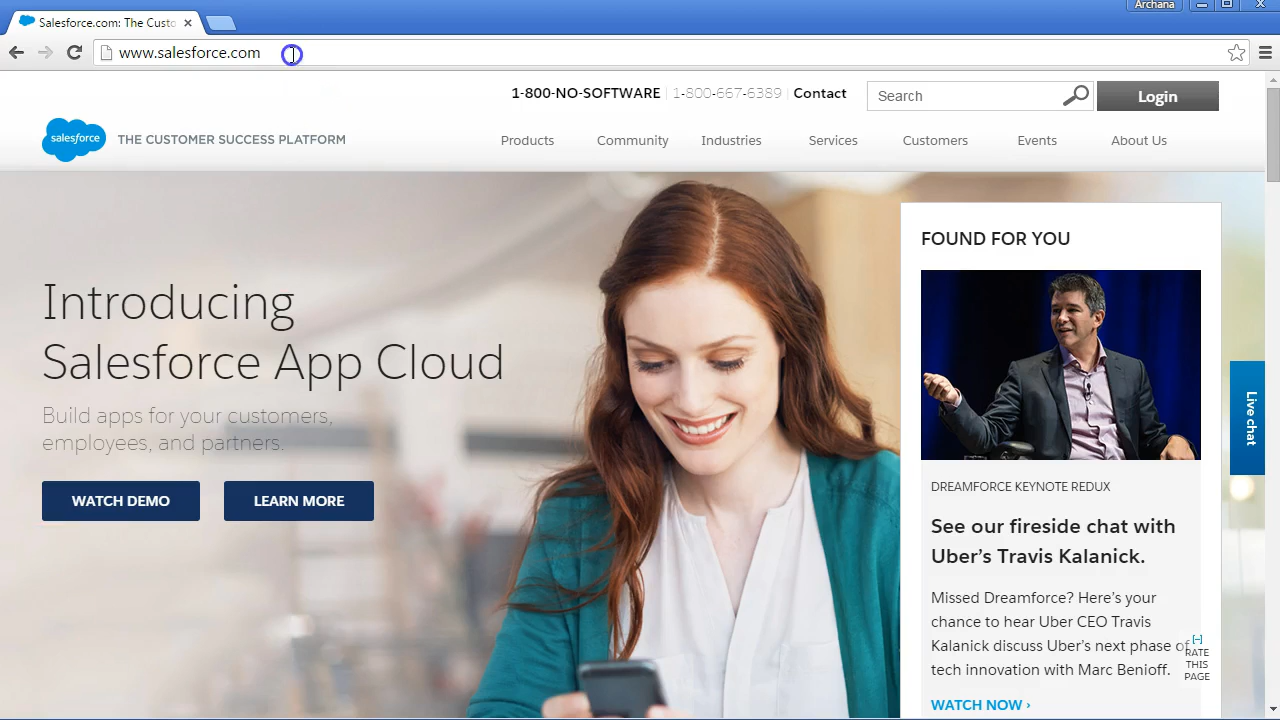 Archana
Salesforce.com: The Custo
www.salesforce.com
1-800-NO-SOFTWARE | 1-800-667-6389 | Contact
Search
Login
salesforce
THE CUSTOMER SUCCESS PLATFORM
Products Community Industries Services Customers Events About Us
Introducing
Salesforce App Cloud
Build apps for your customers,
employees, and partners.
WATCH DEMO LEARN MORE
FOUND FOR YOU
DREAMFORCE KEYNOTE REDUX
See our fireside chat with
Uber’s Travis Kalanick.
Missed Dreamforce? Here’s your
chance to hear Uber CEO Travis
Kalanick discuss Uber’s next phase of
tech innovation with Marc Benioff.
WATCH NOW ›
Live chat
[–]
RATE
THIS
PAGE